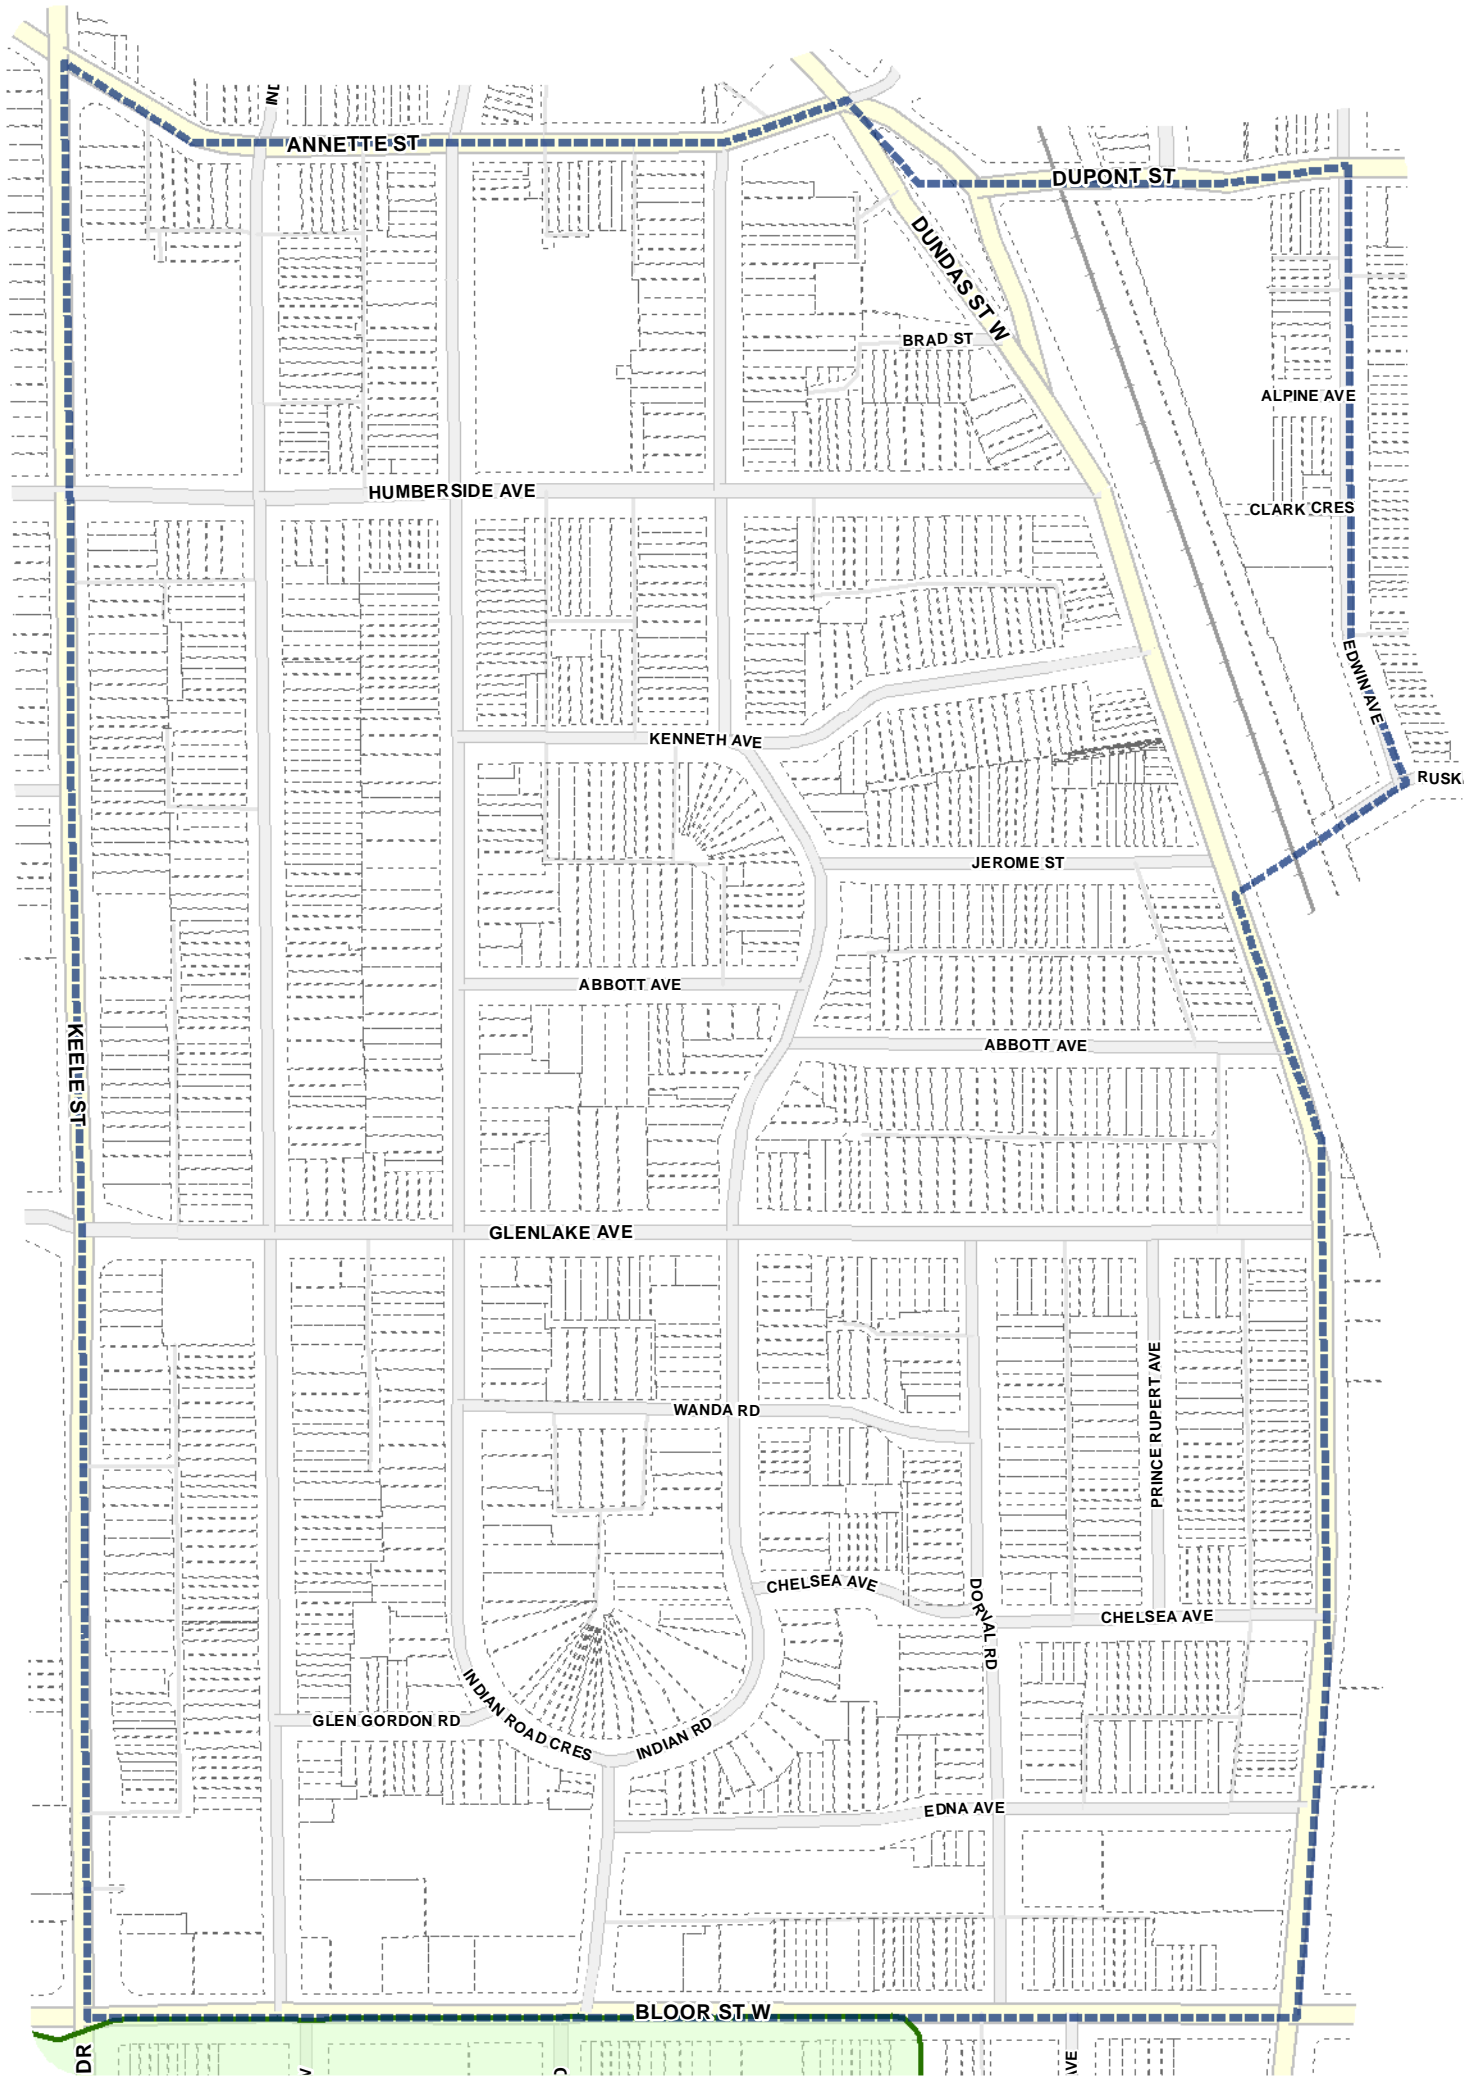 IND
ANNETTE ST
DUPONT ST
DUNDAS ST W
BRAD ST
ALPINE AVE
HUMBERSIDE AVE
CLARK CRES
EDWIN AVE
KENNETH AVE
RUSK
JEROME ST
ABBOTT AVE
KEELE ST
ABBOTT AVE
GLENLAKE AVE
PRINCE RUPERT AVE
WANDA RD
CHELSEA AVE
DORVAL RD
CHELSEA AVE
INDIAN ROAD CRES
GLEN GORDON RD
INDIAN RD
EDNA AVE
BLOOR ST W
DR
AVE